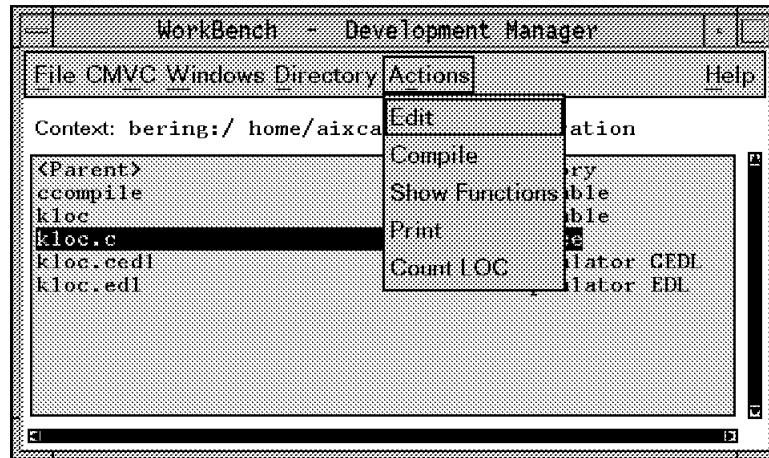 WorkBench - Development Manager
File CMVC Windows Directory Actions Help
Edit
Context: bering:/ home/aixca ation
Compile
<Parent> ry
ccompile ble
Show Functions
kloc ble
Print
kloc.c e
Count LOC
kloc.cedl lator CEDL
kloc.edl lator EDL